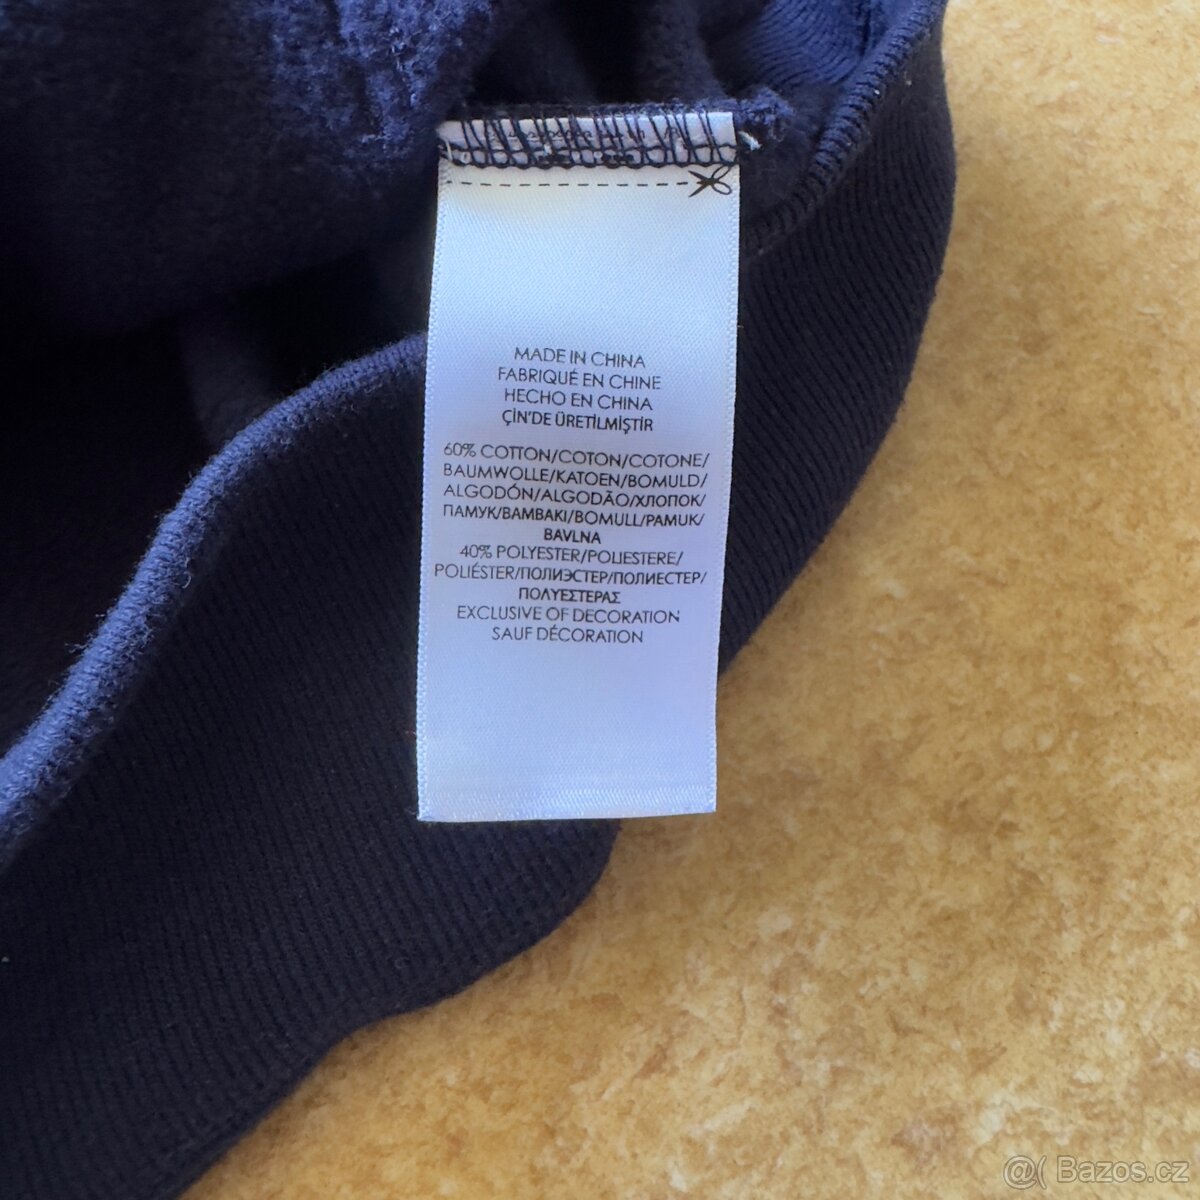 MADE IN CHINA
FABRIQUÉ EN CHINE
HECHO EN CHINA
ÇİN'DE ÜRETİLMİŞTİR
60% COTTON/COTON/COTONE/
BAUMWOLLE/KATOEN/BOMULD/
ALGODÓN/ALGODÃO/ХЛОПОК/
ПАМУК/ΒΑΜΒΑΚΙ/BOMULL/PAMUK/
BAVLNA
40% POLYESTER/POLIESTERE/
POLIÉSTER/ПОЛИЭСТЕР/ПОЛИЕСТЕР/
ΠΟΛΥΕΣΤΕΡΑΣ
EXCLUSIVE OF DECORATION
SAUF DÉCORATION
@( Bazos.cz